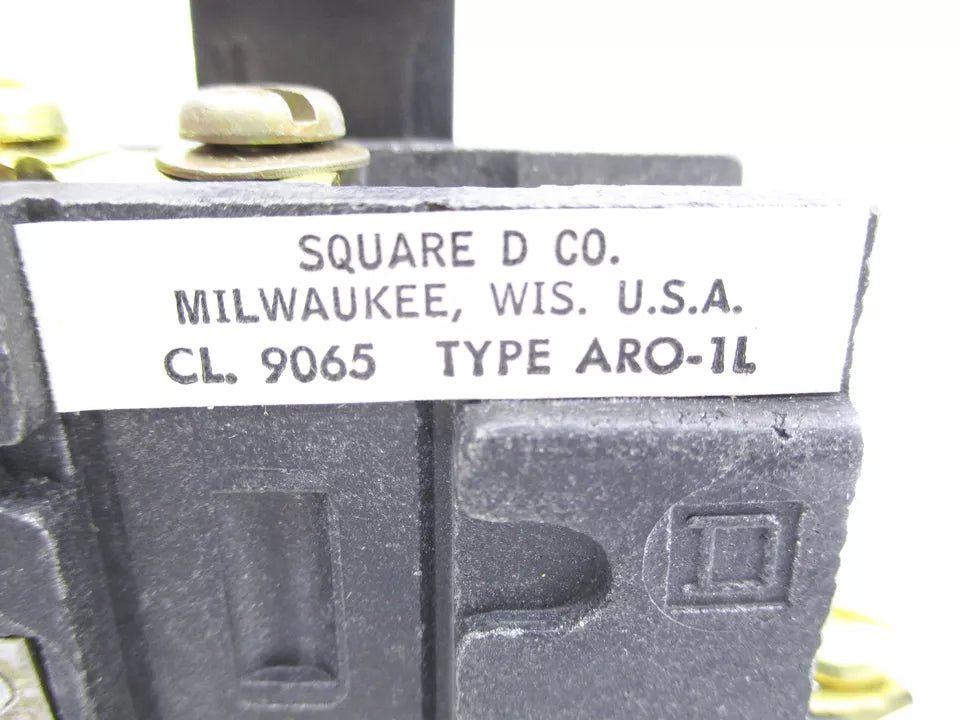 SQUARE D CO.
MILWAUKEE, WIS. U.S.A.
CL. 9065 TYPE ARO-1L
D